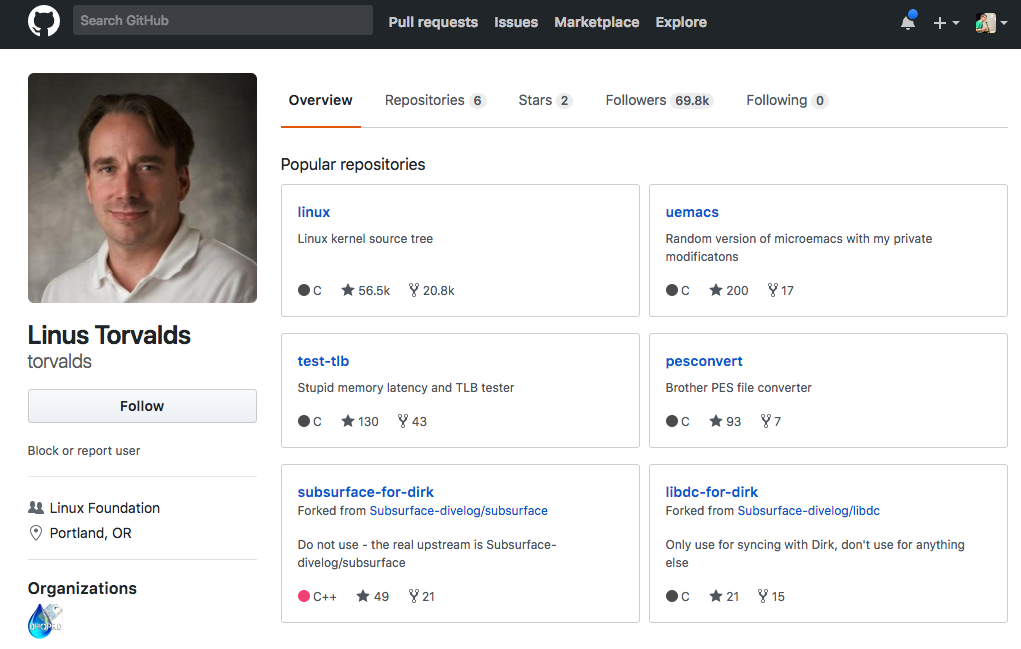 Search GitHub
Pull requests Issues Marketplace Explore
Overview Repositories 6 Stars 2 Followers 69.8k Following 0
Popular repositories
linux
Linux kernel source tree
C 56.5k 20.8k
uemacs
Random version of microemacs with my private
modificatons
C 200 17
test-tlb
Stupid memory latency and TLB tester
C 130 43
pesconvert
Brother PES file converter
C 93 7
subsurface-for-dirk
Forked from Subsurface-divelog/subsurface
Do not use - the real upstream is Subsurface-
divelog/subsurface
C++ 49 21
libdc-for-dirk
Forked from Subsurface-divelog/libdc
Only use for syncing with Dirk, don't use for anything
else
C 21 15
Linus Torvalds
torvalds
Follow
Block or report user
Linux Foundation
Portland, OR
Organizations